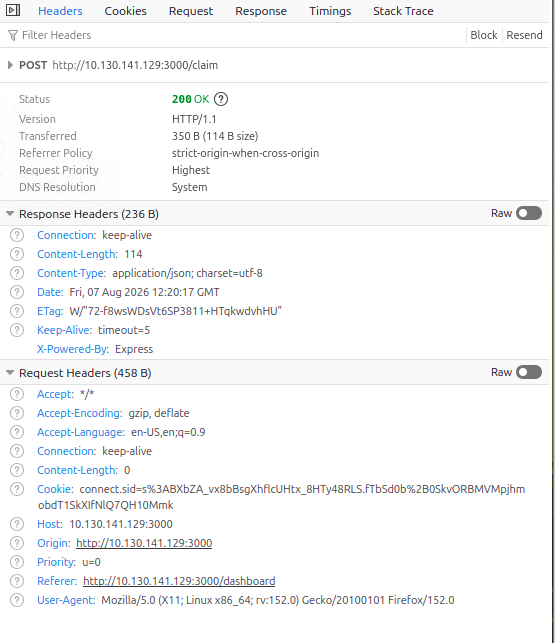 Headers Cookies Request Response Timings Stack Trace
Filter Headers Block Resend
POST http://10.130.141.129:3000/claim
Status 200 OK
Version HTTP/1.1
Transferred 350 B (114 B size)
Referrer Policy strict-origin-when-cross-origin
Request Priority Highest
DNS Resolution System
Response Headers (236 B) Raw
Connection: keep-alive
Content-Length: 114
Content-Type: application/json; charset=utf-8
Date: Fri, 07 Aug 2026 12:20:17 GMT
ETag: W/"72-f8wsWDsVt6SP3811+HTqkwdvhHU"
Keep-Alive: timeout=5
X-Powered-By: Express
Request Headers (458 B) Raw
Accept: */*
Accept-Encoding: gzip, deflate
Accept-Language: en-US,en;q=0.9
Connection: keep-alive
Content-Length: 0
Cookie: connect.sid=s%3ABXbZA_vx8bBsgXhflcUHtx_8HTy48RLS.fTbSd0b%2B0SkvORBMVMpjhm
obdT1SkXIfNlQ7QH10Mmk
Host: 10.130.141.129:3000
Origin: http://10.130.141.129:3000
Priority: u=0
Referer: http://10.130.141.129:3000/dashboard
User-Agent: Mozilla/5.0 (X11; Linux x86_64; rv:152.0) Gecko/20100101 Firefox/152.0